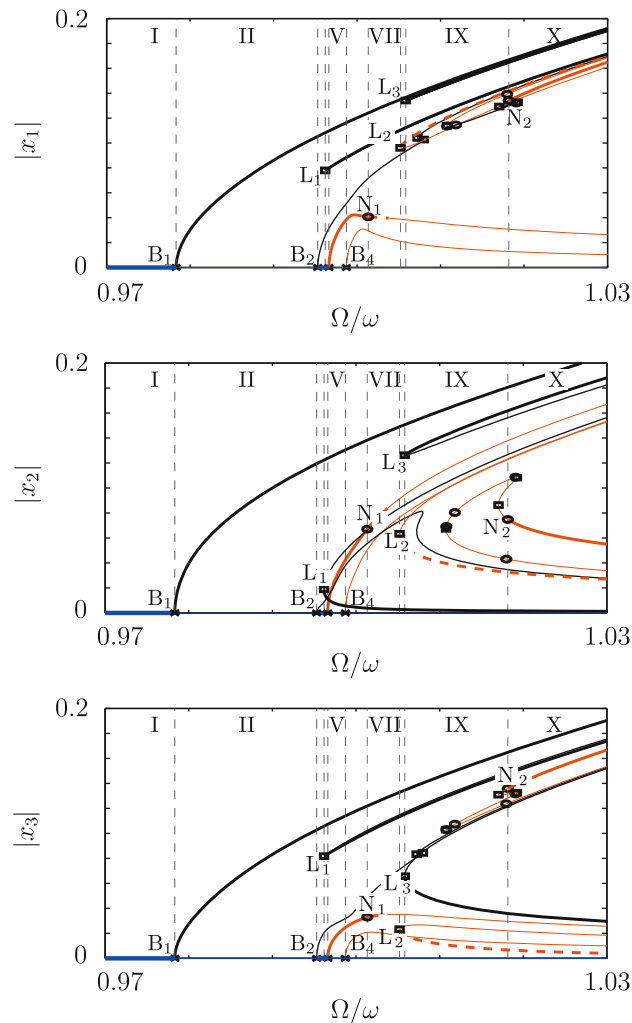 0.2
I II V VII IX X
|x₁|
L₃
L₂
N₂
L₁
N₁
B₁ B₂ B₄
0
0.97 1.03
Ω/ω
0.2
I II V VII IX X
|x₂|
L₃
N₁ N₂
L₂
L₁
B₁ B₂ B₄
0
0.97 1.03
Ω/ω
0.2
I II V VII IX X
|x₃|
N₂
L₁
L₃
N₁
L₂
B₁ B₂ B₄
0
0.97 1.03
Ω/ω